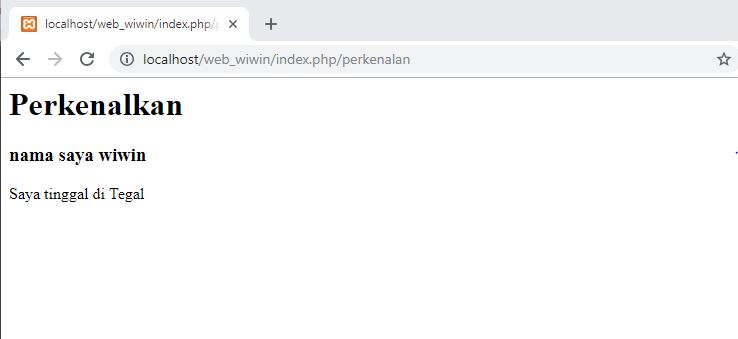 localhost/web_wiwin/index.php/
localhost/web_wiwin/index.php/perkenalan
Perkenalkan
nama saya wiwin
Saya tinggal di Tegal